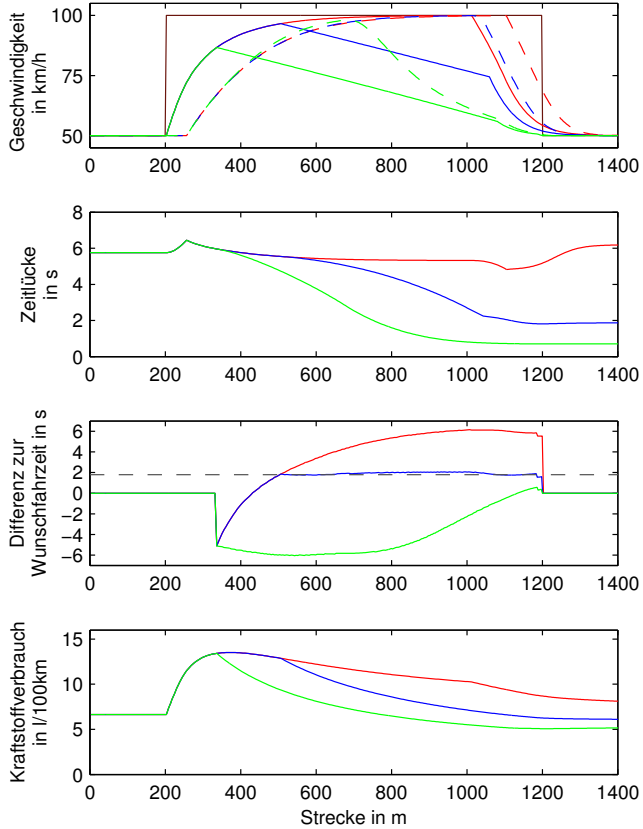 Geschwindigkeit
in km/h
100
75
50
0 200 400 600 800 1000 1200 1400
Zeitlücke
in s
8
6
4
2
0
0 200 400 600 800 1000 1200 1400
Differenz zur
Wunschfahrzeit in s
6
4
2
0
−2
−4
−6
0 200 400 600 800 1000 1200 1400
Kraftstoffverbrauch
in l/100km
15
10
5
0
0 200 400 600 800 1000 1200 1400
Strecke in m